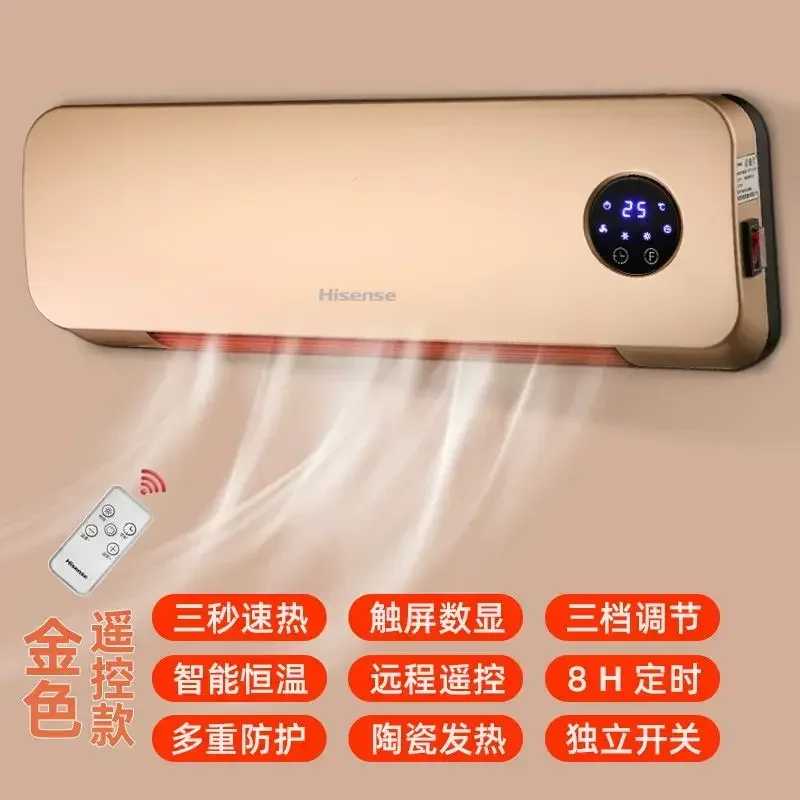 25 ℃
F
Hisense
Hisense
金色
遥控款
三秒速热
触屏数显
三档调节
智能恒温
远程遥控
8 H 定时
多重防护
陶瓷发热
独立开关